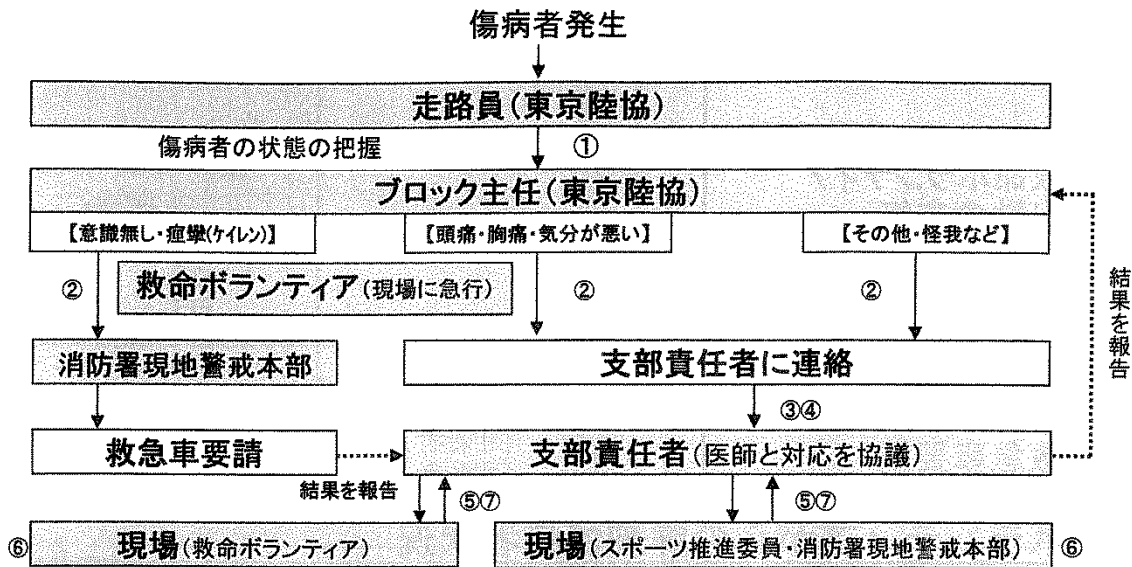 傷病者発生
走路員(東京陸協)
傷病者の状態の把握 ①
ブロック主任(東京陸協)
【意識無し・痙攣(ケイレン)】 【頭痛・胸痛・気分が悪い】 【その他・怪我など】
② 救命ボランティア(現場に急行) ② ②
結果を報告
消防署現地警戒本部 支部責任者に連絡
③④
救急車要請 支部責任者(医師と対応を協議)
結果を報告 ⑤⑦ ⑤⑦
⑥ 現場(救命ボランティア) 現場(スポーツ推進委員・消防署現地警戒本部) ⑥